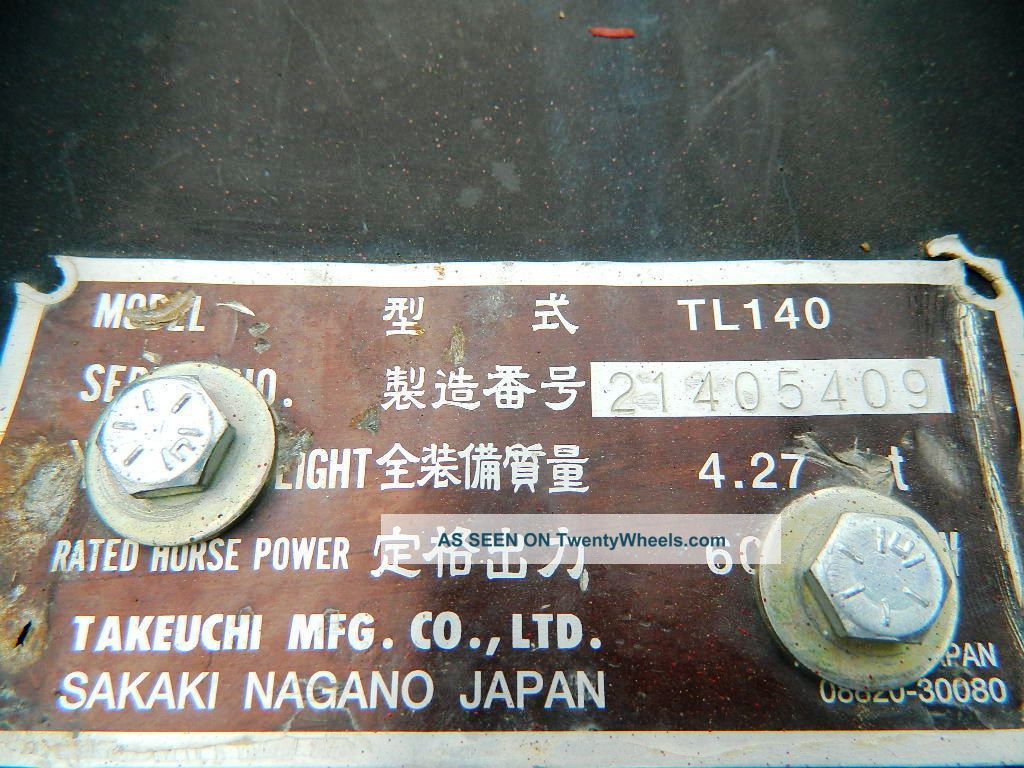 MODEL 型式 TL140
製造番号 21405409
全装備質量 4.27 t
RATED HORSE POWER 定格出力
AS SEEN ON TwentyWheels.com
TAKEUCHI MFG. CO., LTD.
SAKAKI NAGANO JAPAN
08820-30080